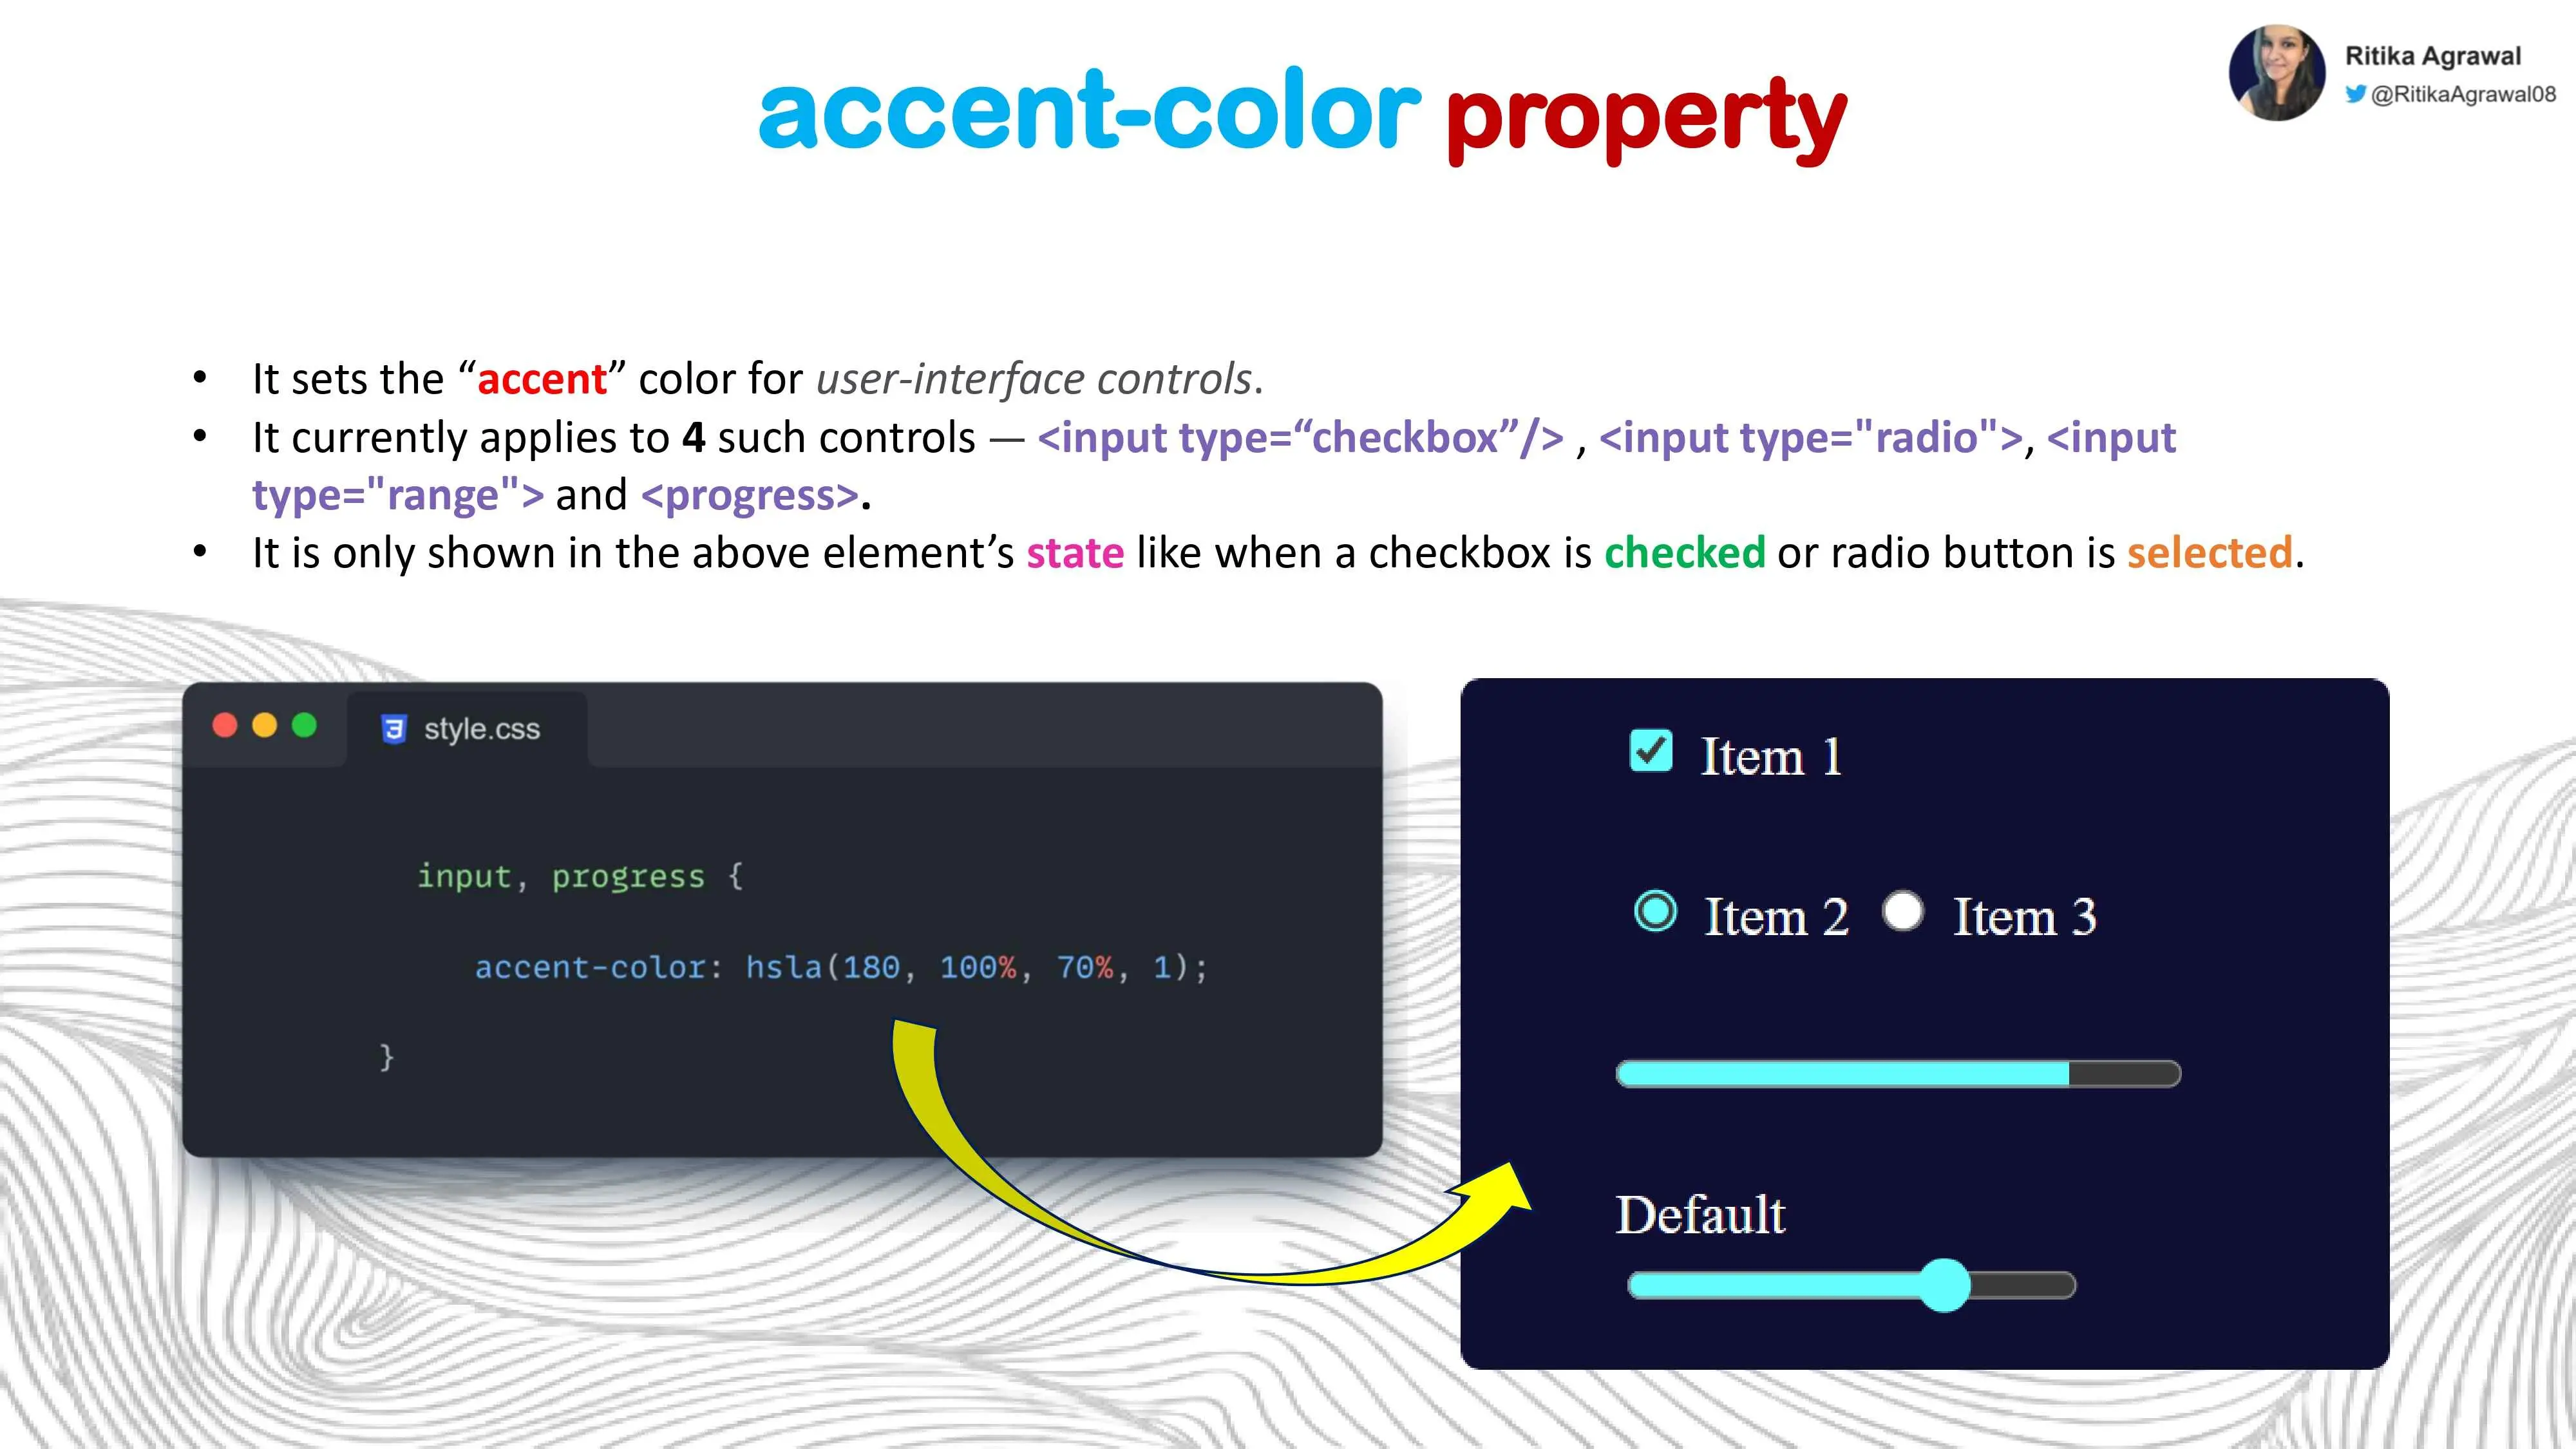 Ritika Agrawal
@RitikaAgrawal08
accent-color property
• It sets the “accent” color for user-interface controls.
• It currently applies to 4 such controls — <input type=“checkbox”/> , <input type="radio">, <input
type="range"> and <progress>.
• It is only shown in the above element’s state like when a checkbox is checked or radio button is selected.
style.css
input, progress {
accent-color: hsla(180, 100%, 70%, 1);
}
Item 1
Item 2 Item 3
Default